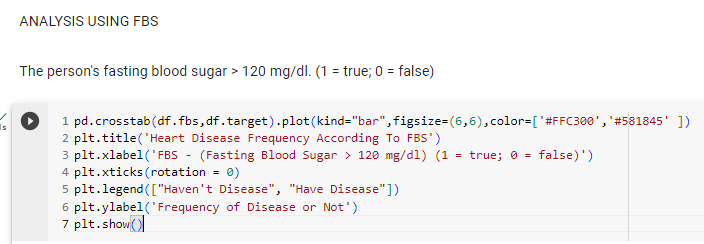 ANALYSIS USING FBS
The person's fasting blood sugar > 120 mg/dl. (1 = true; 0 = false)
1 pd.crosstab(df.fbs,df.target).plot(kind="bar",figsize=(6,6),color=['#FFC300','#581845' ])
2 plt.title('Heart Disease Frequency According To FBS')
3 plt.xlabel('FBS - (Fasting Blood Sugar > 120 mg/dl) (1 = true; 0 = false)')
4 plt.xticks(rotation = 0)
5 plt.legend(["Haven't Disease", "Have Disease"])
6 plt.ylabel('Frequency of Disease or Not')
7 plt.show()